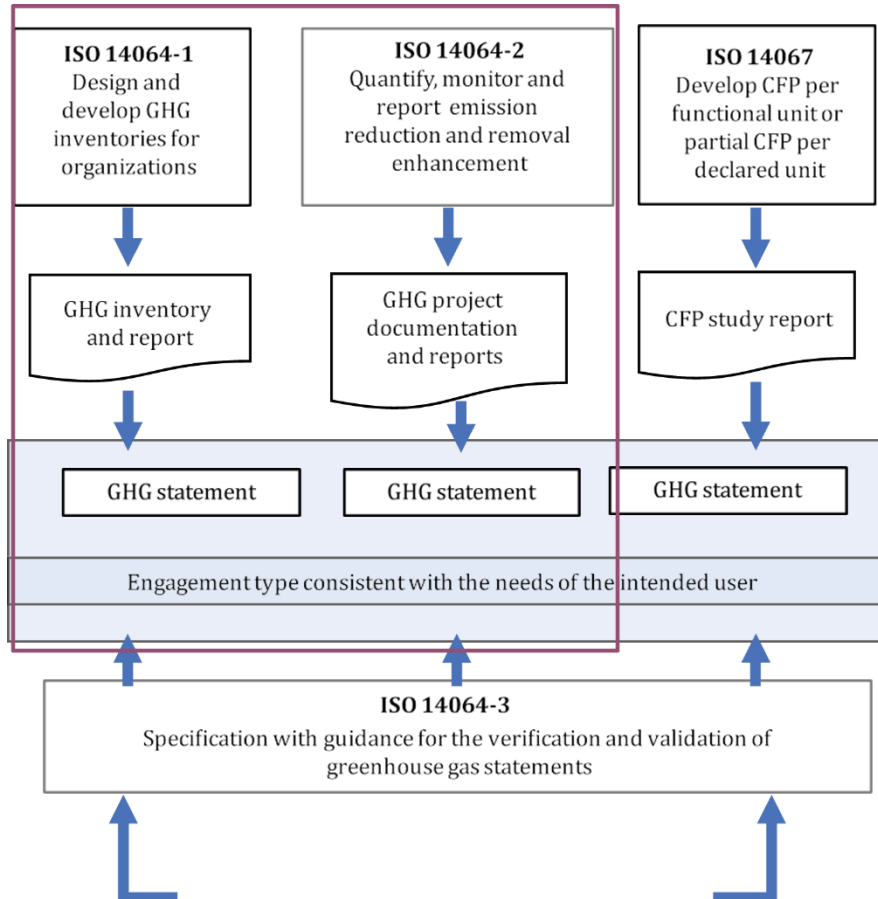 ISO 14064-1
Design and
develop GHG
inventories for
organizations
ISO 14064-2
Quantify, monitor and
report emission
reduction and removal
enhancement
ISO 14067
Develop CFP per
functional unit or
partial CFP per
declared unit
GHG inventory
and report
GHG project
documentation
and reports
CFP study report
GHG statement
GHG statement
GHG statement
Engagement type consistent with the needs of the intended user
ISO 14064-3
Specification with guidance for the verification and validation of
greenhouse gas statements